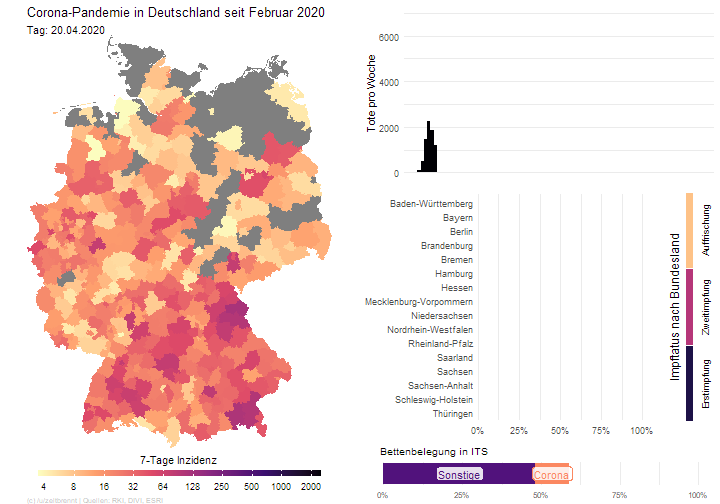 Corona-Pandemie in Deutschland seit Februar 2020
Tag: 20.04.2020
7-Tage Inzidenz
4 8 16 32 64 128 250 500 1000 2000
Tote pro Woche
6000
4000
2000
0
Baden-Württemberg
Bayern
Berlin
Brandenburg
Bremen
Hamburg
Hessen
Mecklenburg-Vorpommern
Niedersachsen
Nordrhein-Westfalen
Rheinland-Pfalz
Saarland
Sachsen
Sachsen-Anhalt
Schleswig-Holstein
Thüringen
0% 25% 50% 75% 100%
Impfstatus nach Bundesland
Auffrischung
Zweitimpfung
Erstimpfung
Bettenbelegung in ITS
Sonstige Corona
0% 25% 50% 75% 100%
Quellen: RKI, DIVI, ESRI